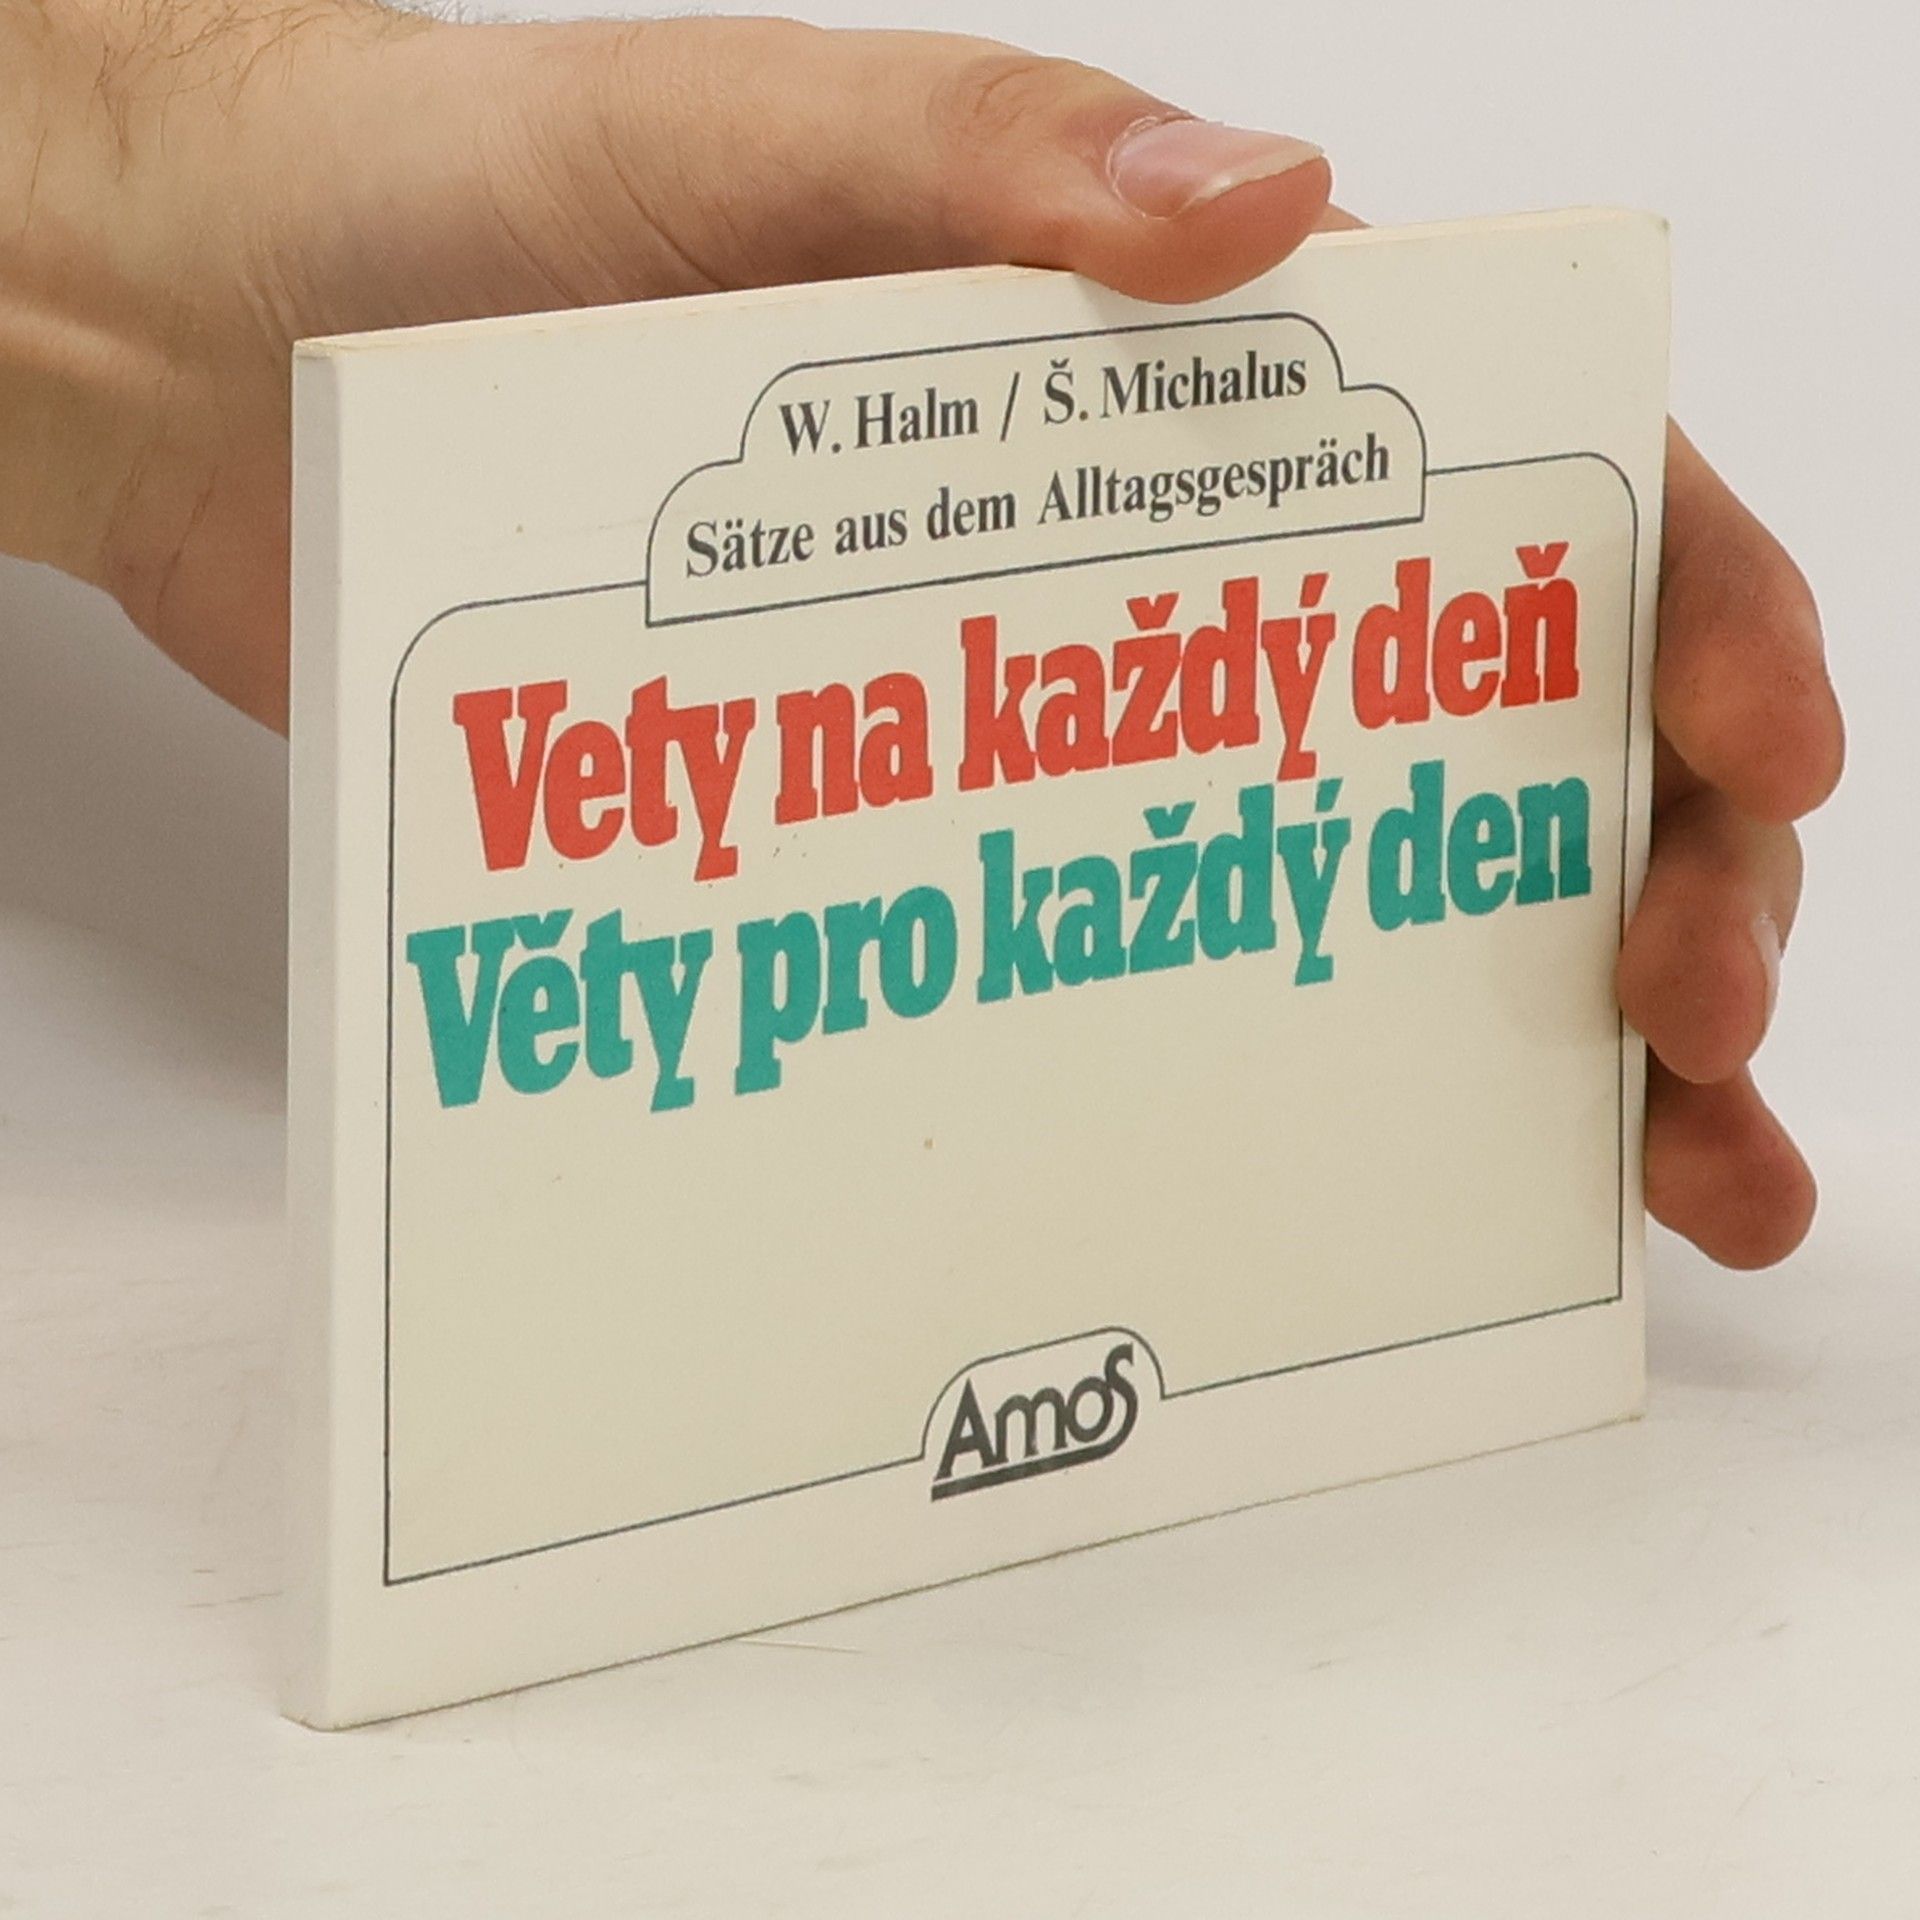 W. Halm / Š. Michalus
Sätze aus dem Alltagsgespräch
Vety na každý deň
Věty pro každý den
Amos